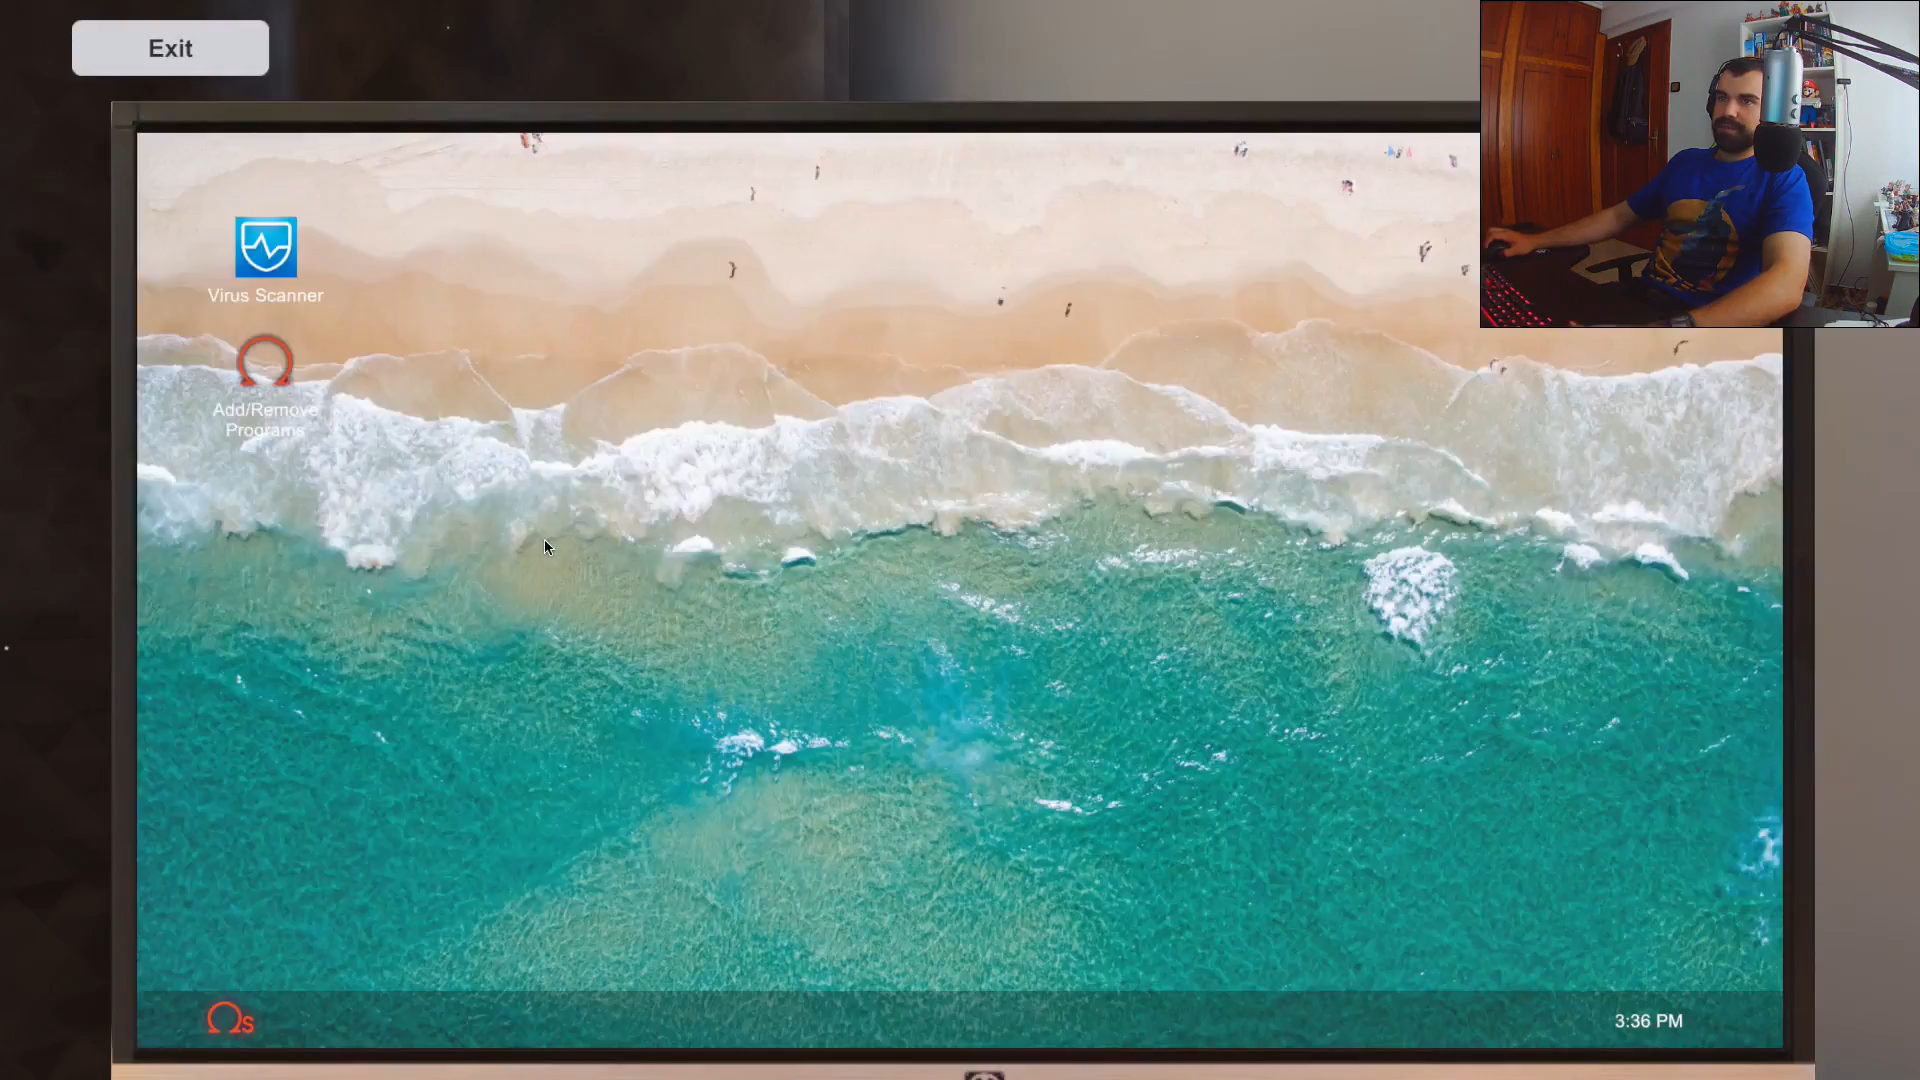 Exit
Virus Scanner
Add/Remove
Programs
Ωs
3:36 PM